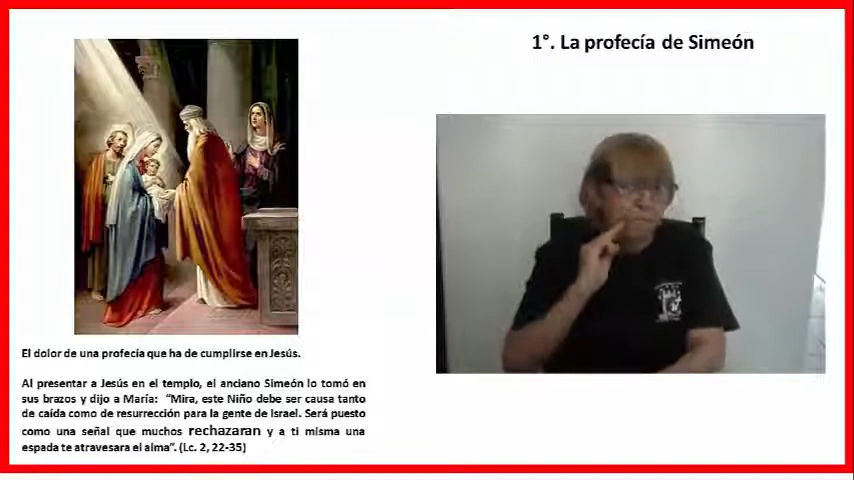 1°. La profecía de Simeón
El dolor de una profecía que ha de cumplirse en Jesús.
Al presentar a Jesús en el templo, el anciano Simeón lo tomó en
sus brazos y dijo a María: “Mira, este Niño debe ser causa tanto
de caída como de resurrección para la gente de Israel. Será puesto
como una señal que muchos rechazaran y a ti misma una
espada te atravesara el alma”. (Lc. 2, 22-35)